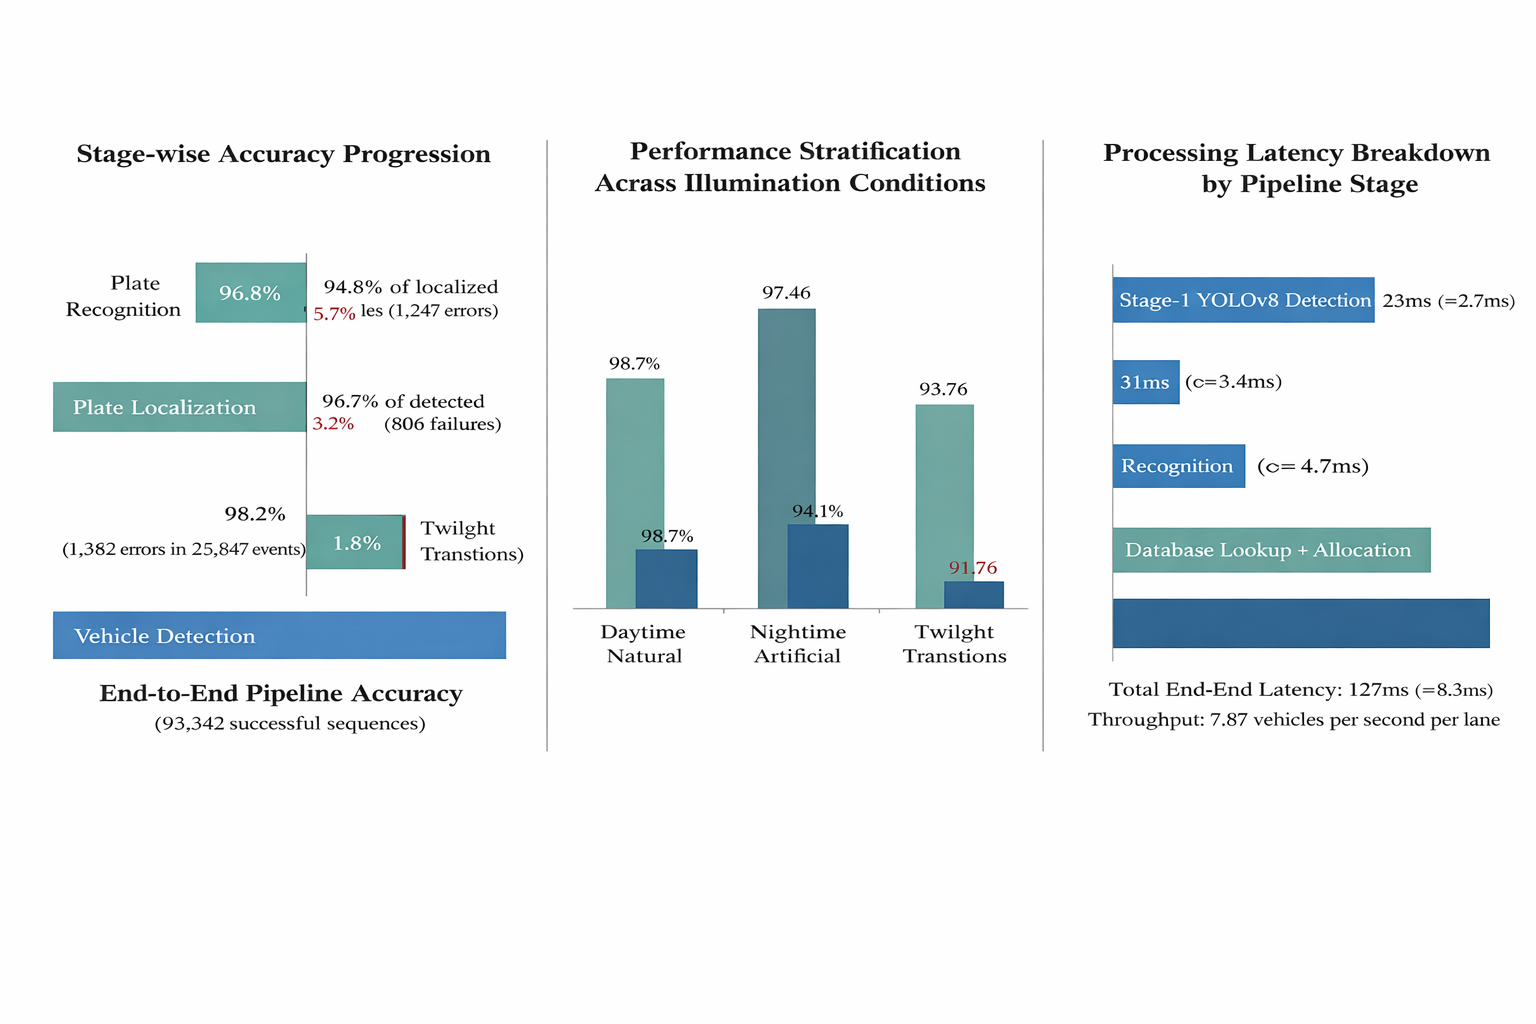 Stage-wise Accuracy Progression
Plate
Recognition
96.8%
94.8% of localized
5.7% les (1,247 errors)
Plate Localization
96.7% of detected
3.2% (806 failures)
98.2%
(1,382 errors in 25,847 events)
1.8%
Twilght
Transtions)
Vehicle Detection
End-to-End Pipeline Accuracy
(93,342 successful sequences)
Performance Stratification
Acrass Illumination Conditions
98.7%
98.7%
97.46
94.1%
93.76
91.76
Daytime
Natural
Nightime
Artificial
Twilght
Transtions
Processing Latency Breakdown
by Pipeline Stage
Stage-1 YOLOv8 Detection 23ms (=2.7ms)
31ms (c=3.4ms)
Recognition (c= 4.7ms)
Database Lookup + Allocation
Total End-End Latency: 127ms (=8.3ms)
Throughput: 7.87 vehicles per second per lane